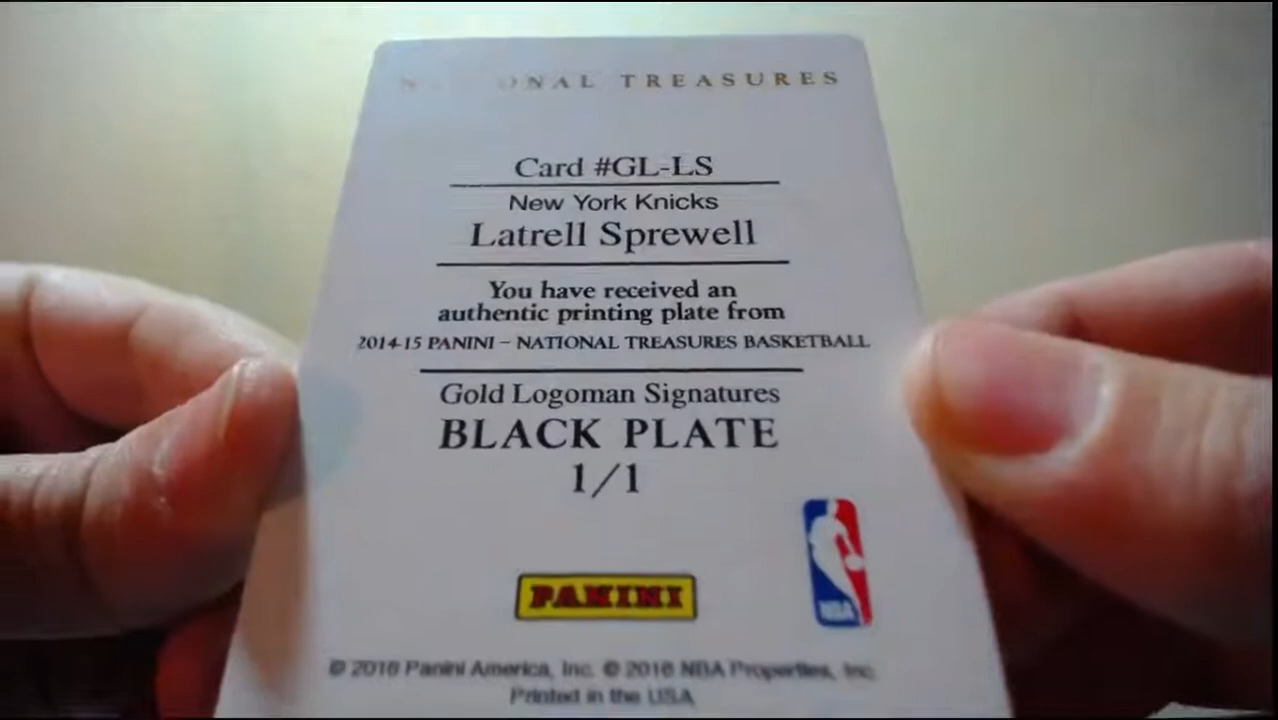 NATIONAL TREASURES
Card #GL-LS
New York Knicks
Latrell Sprewell
You have received an
authentic printing plate from
2014-15 PANINI – NATIONAL TREASURES BASKETBALL
Gold Logoman Signatures
BLACK PLATE
1/1
NBA
PANINI
© 2016 Panini America, Inc. © 2016 NBA Properties, Inc.
Printed in the USA